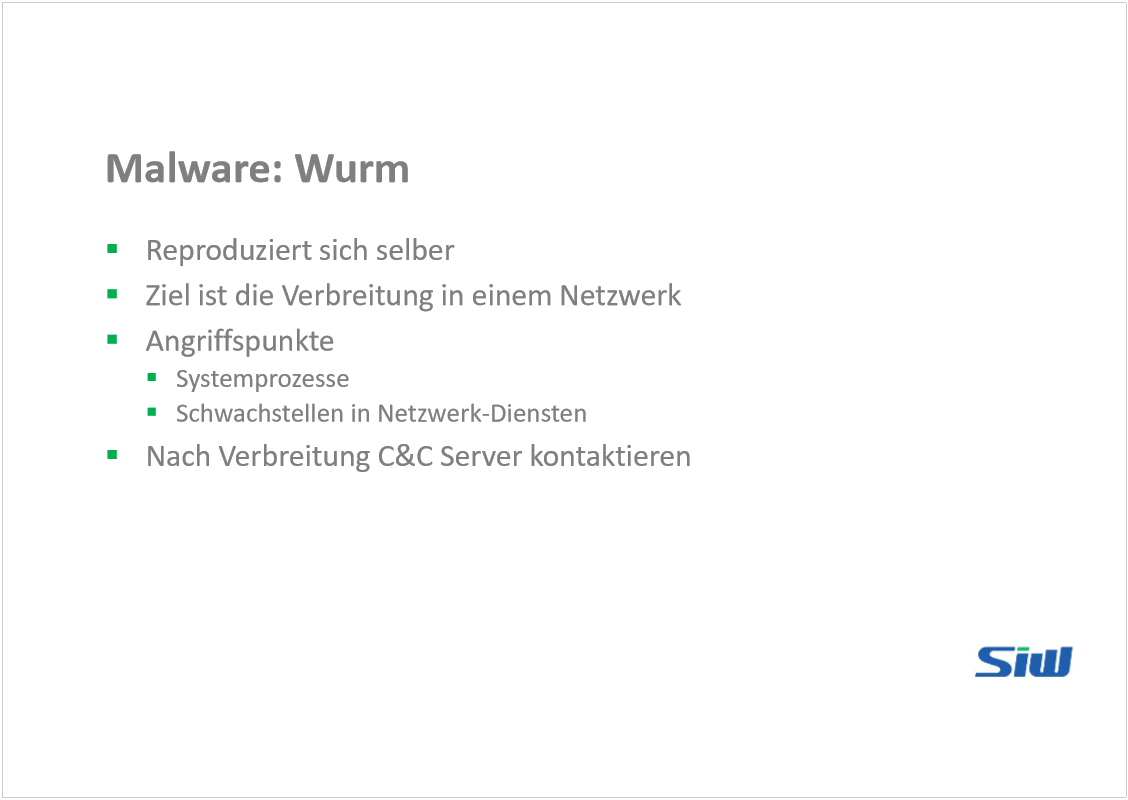 Malware: Wurm
Reproduziert sich selber
Ziel ist die Verbreitung in einem Netzwerk
Angriffspunkte
Systemprozesse
Schwachstellen in Netzwerk-Diensten
Nach Verbreitung C&C Server kontaktieren
Siw